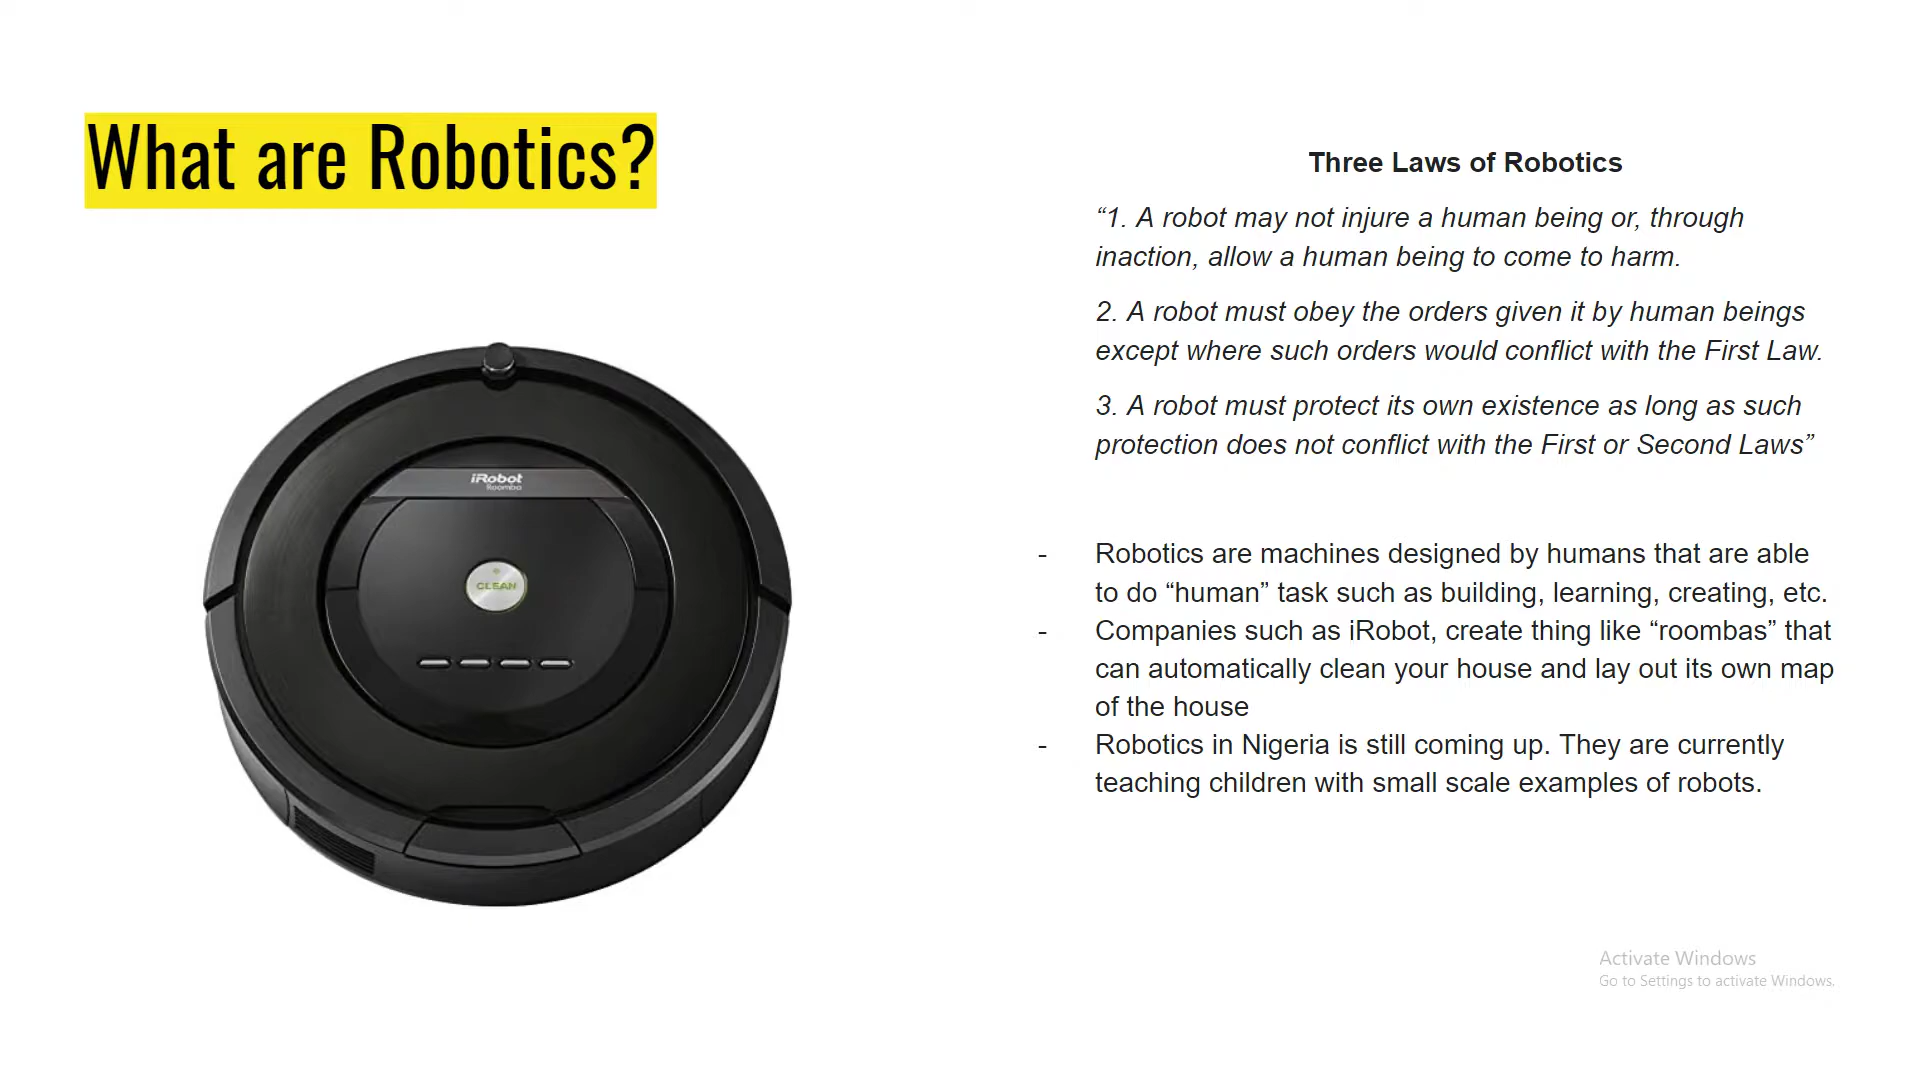 What are Robotics?
Three Laws of Robotics
“1. A robot may not injure a human being or, through
inaction, allow a human being to come to harm.
2. A robot must obey the orders given it by human beings
except where such orders would conflict with the First Law.
3. A robot must protect its own existence as long as such
protection does not conflict with the First or Second Laws”
iRobot
Roomba
CLEAN
- Robotics are machines designed by humans that are able
to do “human” task such as building, learning, creating, etc.
- Companies such as iRobot, create thing like “roombas” that
can automatically clean your house and lay out its own map
of the house
- Robotics in Nigeria is still coming up. They are currently
teaching children with small scale examples of robots.
Activate Windows
Go to Settings to activate Windows.